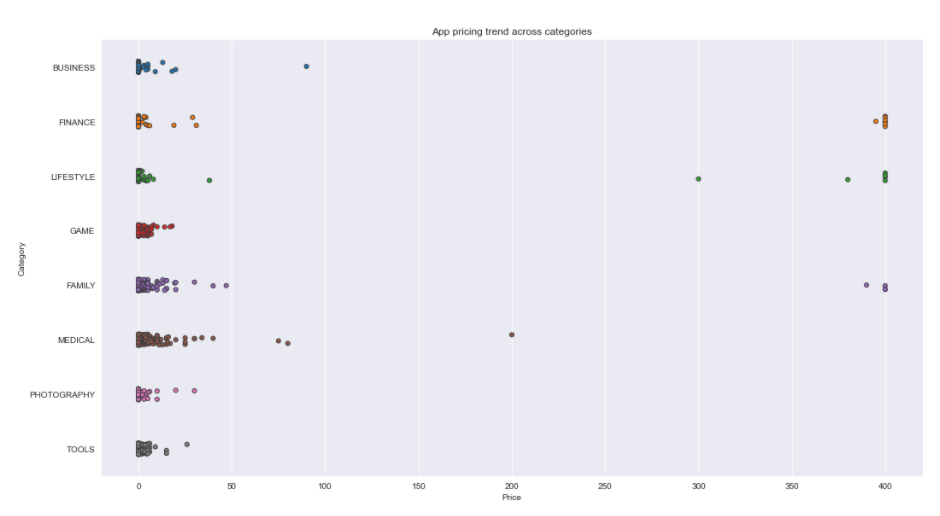 App pricing trend across categories
BUSINESS
FINANCE
LIFESTYLE
GAME
FAMILY
MEDICAL
PHOTOGRAPHY
TOOLS
Category
0 50 100 150 200 250 300 350 400
Price